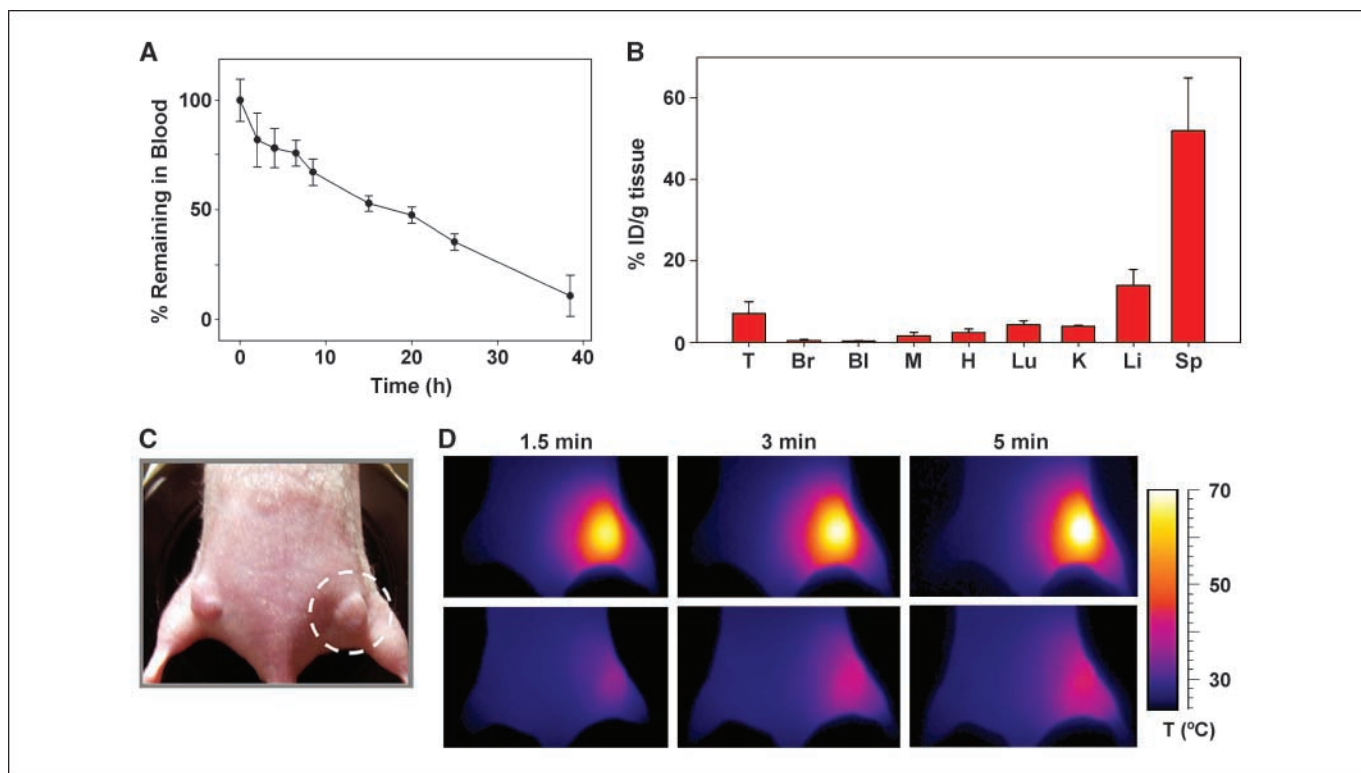 A
% Remaining in Blood
100
50
0
0 10 20 30 40
Time (h)
B
% ID/g tissue
60
40
20
0
T Br Bl M H Lu K Li Sp
C
D
1.5 min 3 min 5 min
70
50
30
T (ºC)